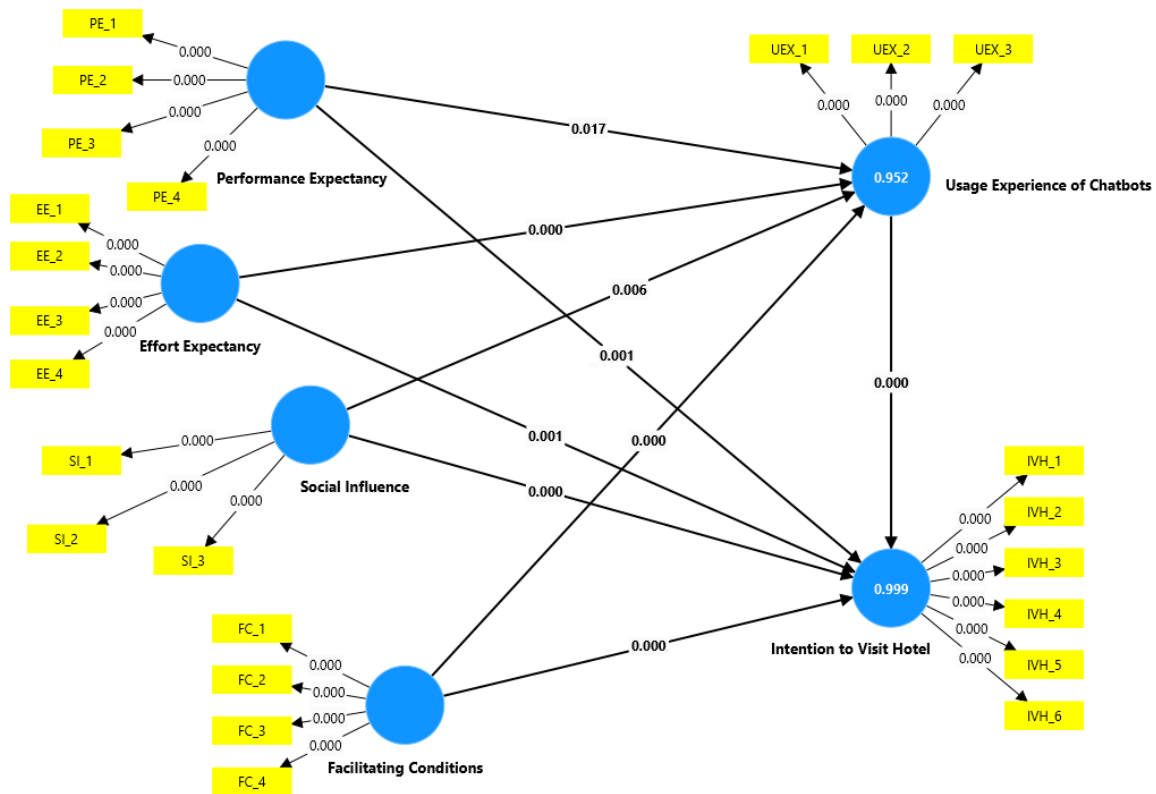 PE_1
0.000
PE_2
0.000
PE_3
0.000
PE_4
0.000
Performance Expectancy
EE_1
0.000
EE_2
0.000
EE_3
0.000
EE_4
0.000
Effort Expectancy
SI_1
0.000
SI_2
0.000
SI_3
0.000
Social Influence
FC_1
0.000
FC_2
0.000
FC_3
0.000
FC_4
0.000
Facilitating Conditions
0.017
0.000
0.006
0.001
0.001
0.000
0.000
0.000
0.000
UEX_1
UEX_2
UEX_3
0.000
0.000
0.000
0.952
Usage Experience of Chatbots
0.999
Intention to Visit Hotel
IVH_1
0.000
IVH_2
0.000
IVH_3
0.000
IVH_4
0.000
IVH_5
0.000
IVH_6
0.000